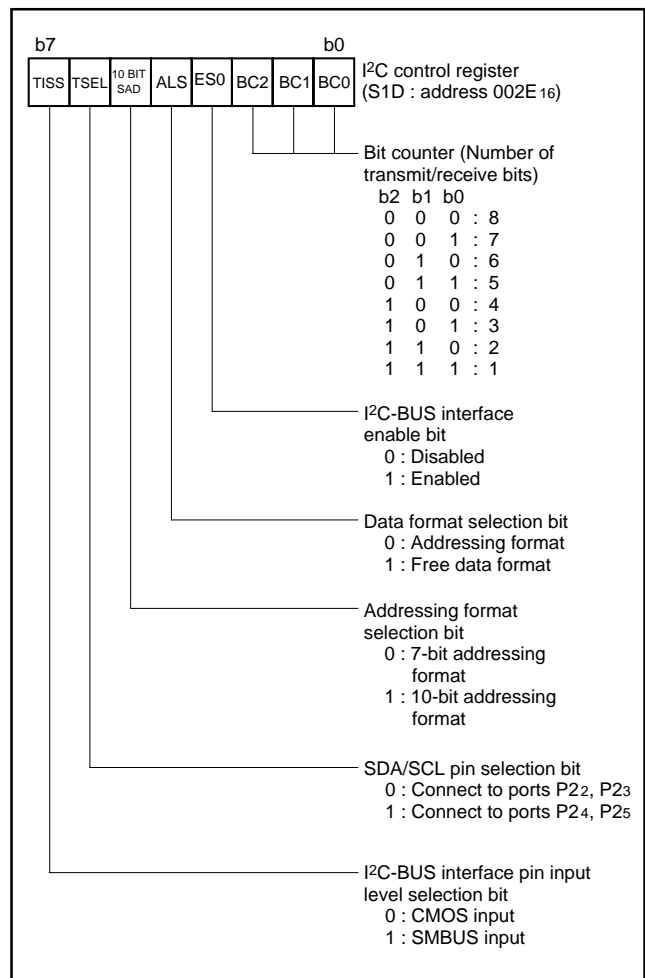 b7 b0
TISS TSEL 10 BIT SAD ALS ES0 BC2 BC1 BC0
I2C control register
(S1D : address 002E16)
Bit counter (Number of
transmit/receive bits)
b2 b1 b0
0 0 0 : 8
0 0 1 : 7
0 1 0 : 6
0 1 1 : 5
1 0 0 : 4
1 0 1 : 3
1 1 0 : 2
1 1 1 : 1
I2C-BUS interface
enable bit
0 : Disabled
1 : Enabled
Data format selection bit
0 : Addressing format
1 : Free data format
Addressing format
selection bit
0 : 7-bit addressing
format
1 : 10-bit addressing
format
SDA/SCL pin selection bit
0 : Connect to ports P22, P23
1 : Connect to ports P24, P25
I2C-BUS interface pin input
level selection bit
0 : CMOS input
1 : SMBUS input